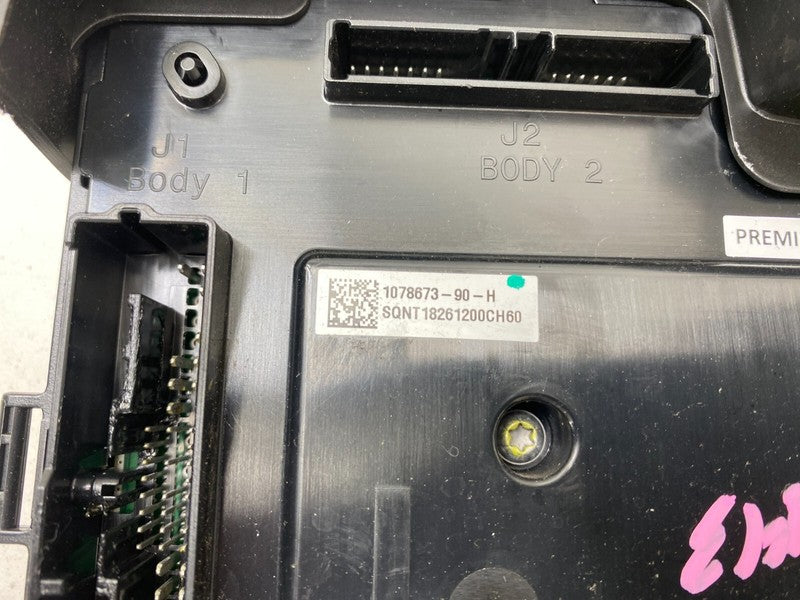 J1
Body 1
J2
BODY 2
PREMI
1078673-90-H
SQNT18261200CH60